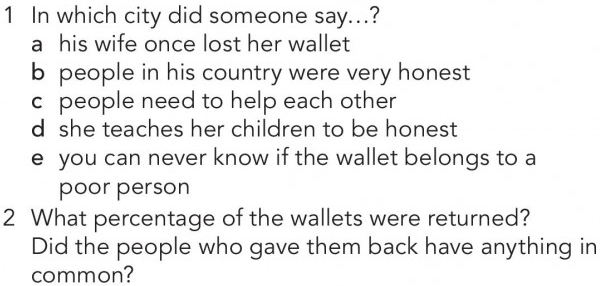 1 In which city did someone say...?
a his wife once lost her wallet
b people in his country were very honest
c people need to help each other
d she teaches her children to be honest
e you can never know if the wallet belongs to a
poor person
2 What percentage of the wallets were returned?
Did the people who gave them back have anything in
common?